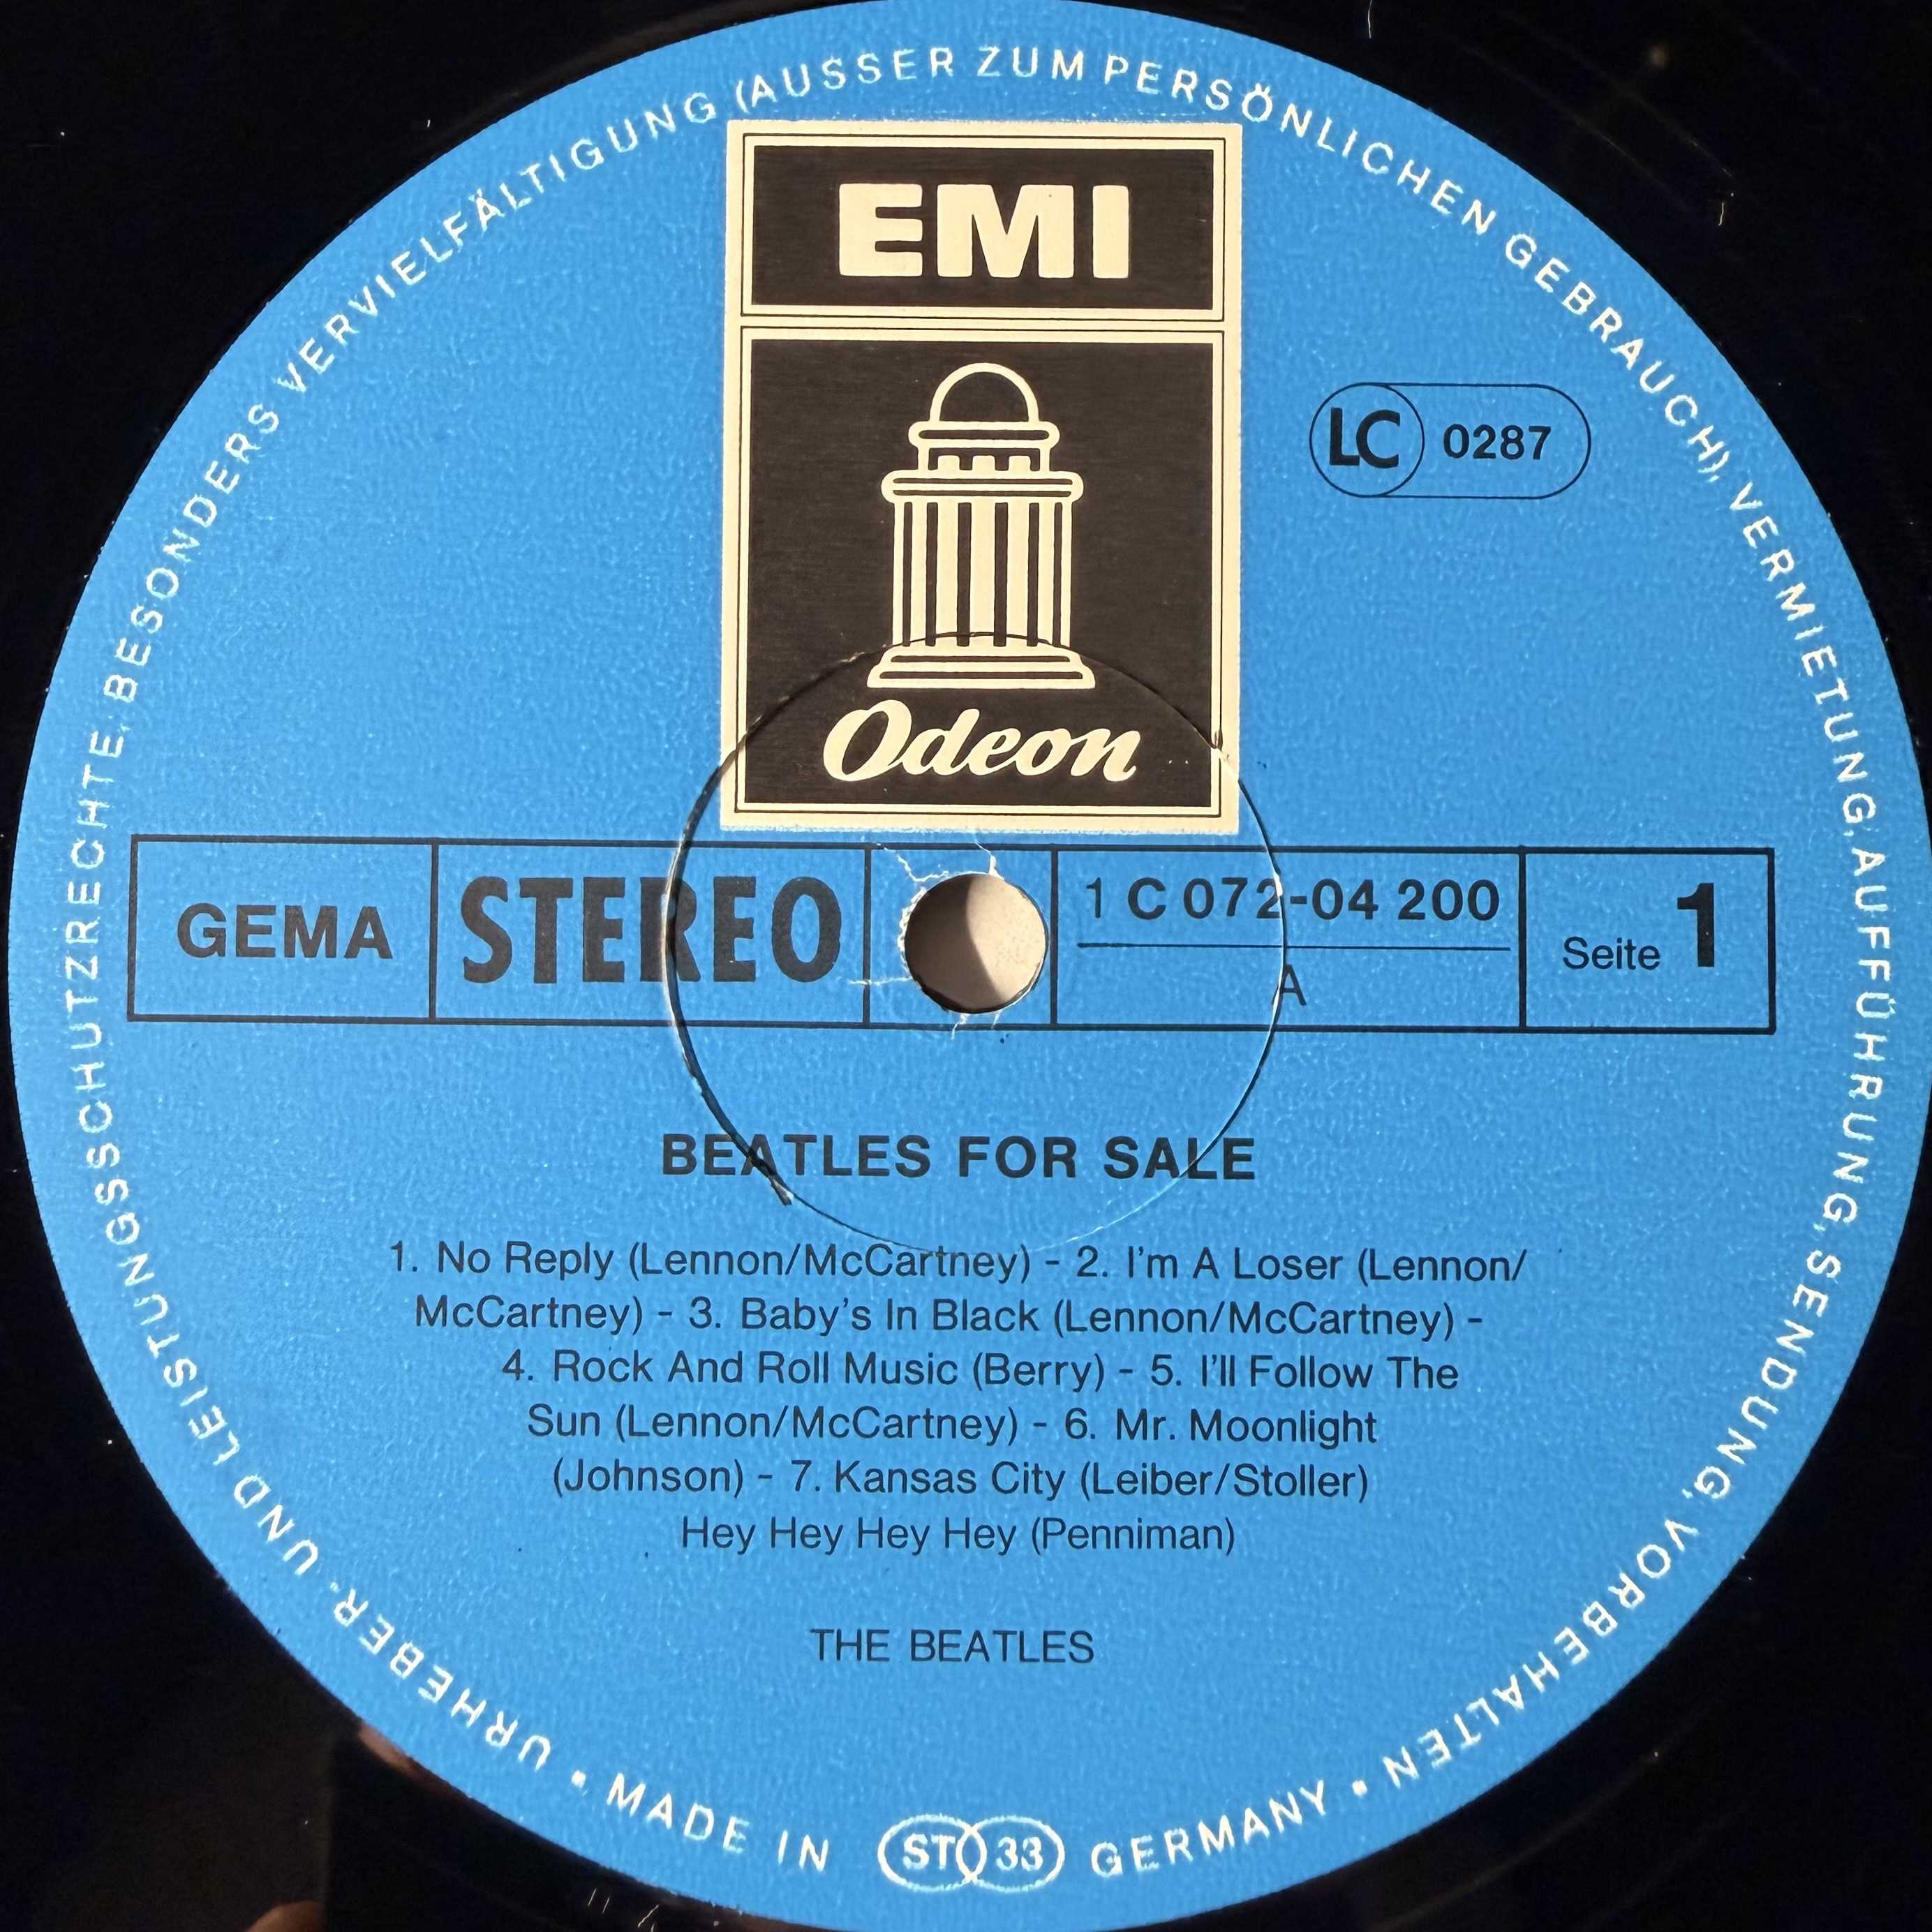 URHEBER- UND LEISTUNGSSCHUTZRECHTE, BESONDERS VERVIELFÄLTIGUNG (AUSSER ZUM PERSÖNLICHEN GEBRAUCH), VERMIETUNG, AUFFÜHRUNG, SENDUNG, VORBEHALTEN
EMI
LC 0287
Odeon
GEMA
STEREO
1 C 072-04 200
A
Seite 1
BEATLES FOR SALE
1. No Reply (Lennon/McCartney) - 2. I'm A Loser (Lennon/
McCartney) - 3. Baby's In Black (Lennon/McCartney) -
4. Rock And Roll Music (Berry) - 5. I'll Follow The
Sun (Lennon/McCartney) - 6. Mr. Moonlight
(Johnson) - 7. Kansas City (Leiber/Stoller)
Hey Hey Hey Hey (Penniman)
THE BEATLES
• MADE IN ST 33 GERMANY •